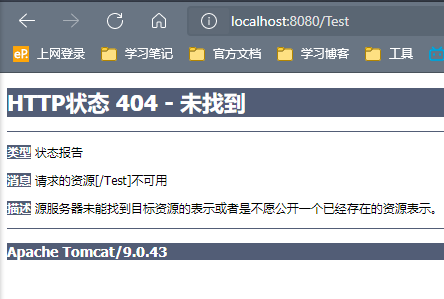 localhost:8080/Test
eP. 上网登录 学习笔记 官方文档 学习博客 工具
HTTP状态 404 - 未找到
类型 状态报告
消息 请求的资源[/Test]不可用
描述 源服务器未能找到目标资源的表示或者是不愿公开一个已经存在的资源表示。
Apache Tomcat/9.0.43